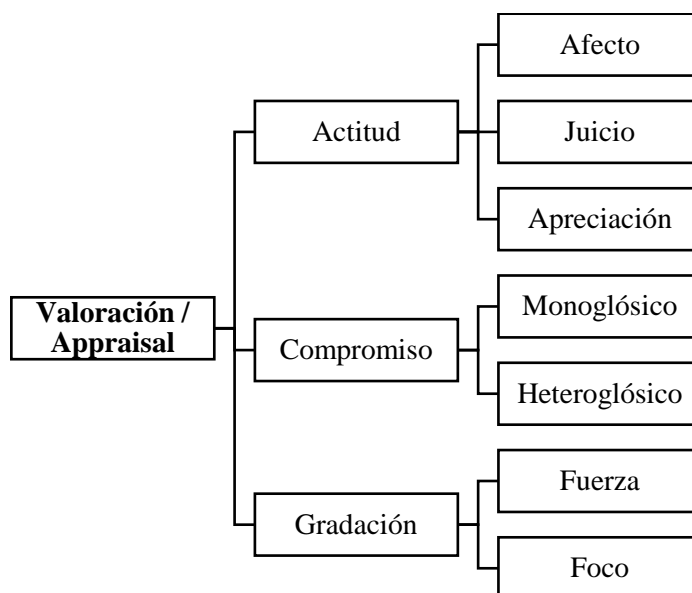 Afecto
Actitud
Juicio
Apreciación
Valoración /
Appraisal
Monoglósico
Compromiso
Heteroglósico
Fuerza
Gradación
Foco